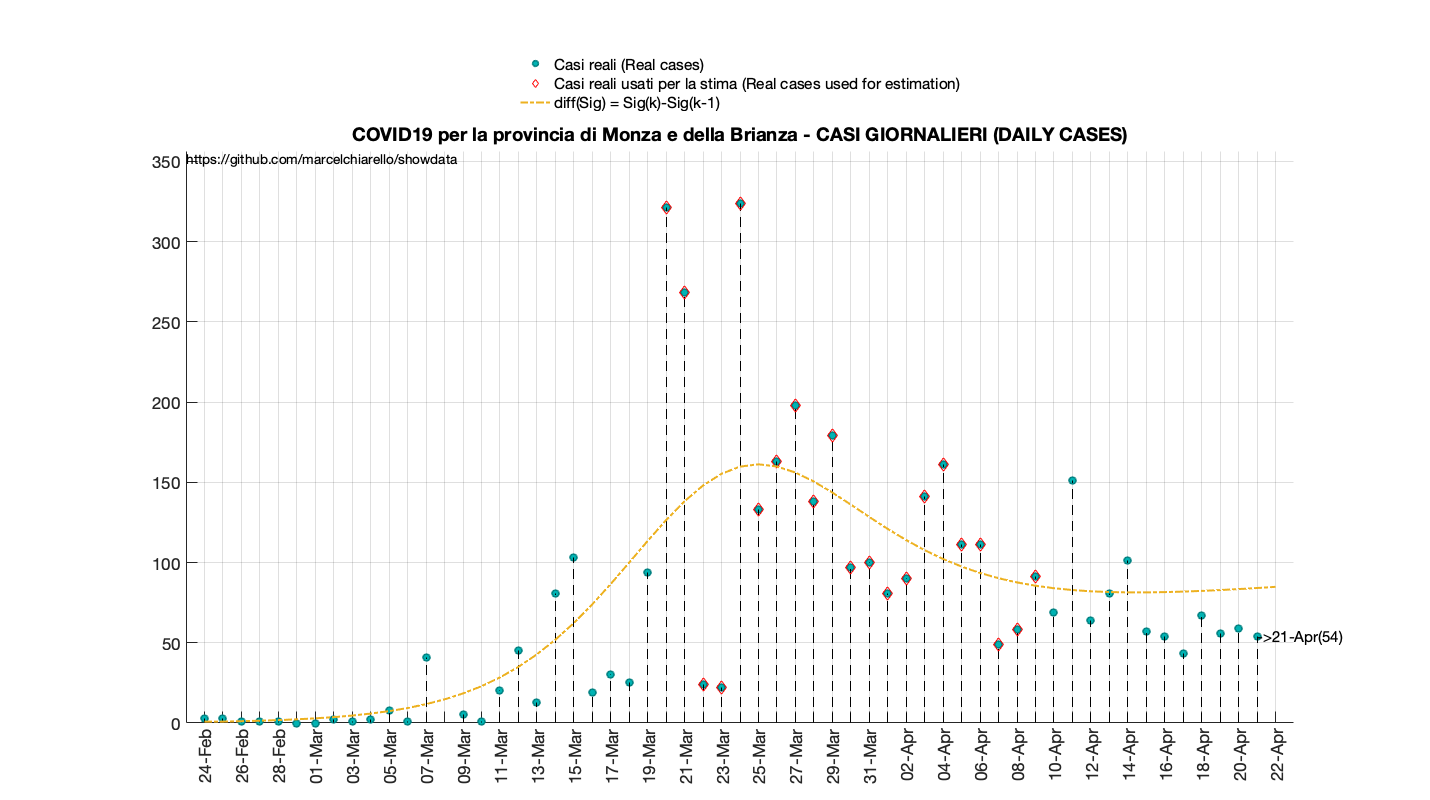 Casi reali (Real cases)
Casi reali usati per la stima (Real cases used for estimation)
diff(Sig) = Sig(k)-Sig(k-1)
COVID19 per la provincia di Monza e della Brianza - CASI GIORNALIERI (DAILY CASES)
https://github.com/marcelchiarello/showdata
350
300
250
200
150
100
50
0
>21-Apr(54)
24-Feb
26-Feb
28-Feb
01-Mar
03-Mar
05-Mar
07-Mar
09-Mar
11-Mar
13-Mar
15-Mar
17-Mar
19-Mar
21-Mar
23-Mar
25-Mar
27-Mar
29-Mar
31-Mar
02-Apr
04-Apr
06-Apr
08-Apr
10-Apr
12-Apr
14-Apr
16-Apr
18-Apr
20-Apr
22-Apr